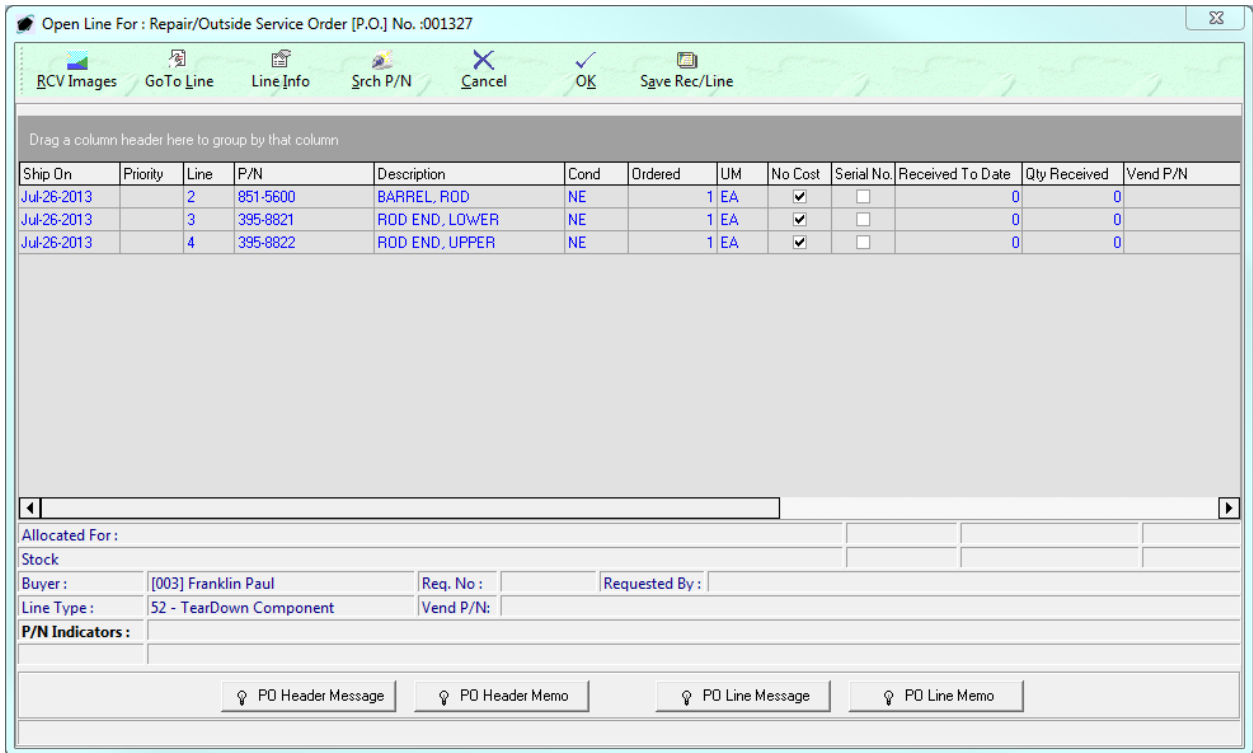 Open Line For : Repair/Outside Service Order [P.O.] No. :001327
RCV Images GoTo Line Line Info Srch P/N Cancel OK Save Rec/Line
Drag a column header here to group by that column
Ship On Priority Line P/N Description Cond Ordered UM No Cost Serial No. Received To Date Qty Received Vend P/N
Jul-26-2013 2 851-5600 BARREL, ROD NE 1 EA 0 0
Jul-26-2013 3 395-8821 ROD END, LOWER NE 1 EA 0 0
Jul-26-2013 4 395-8822 ROD END, UPPER NE 1 EA 0 0
Allocated For :
Stock
Buyer : [003] Franklin Paul Req. No : Requested By :
Line Type : 52 - TearDown Component Vend P/N:
P/N Indicators :
PO Header Message PO Header Memo PO Line Message PO Line Memo